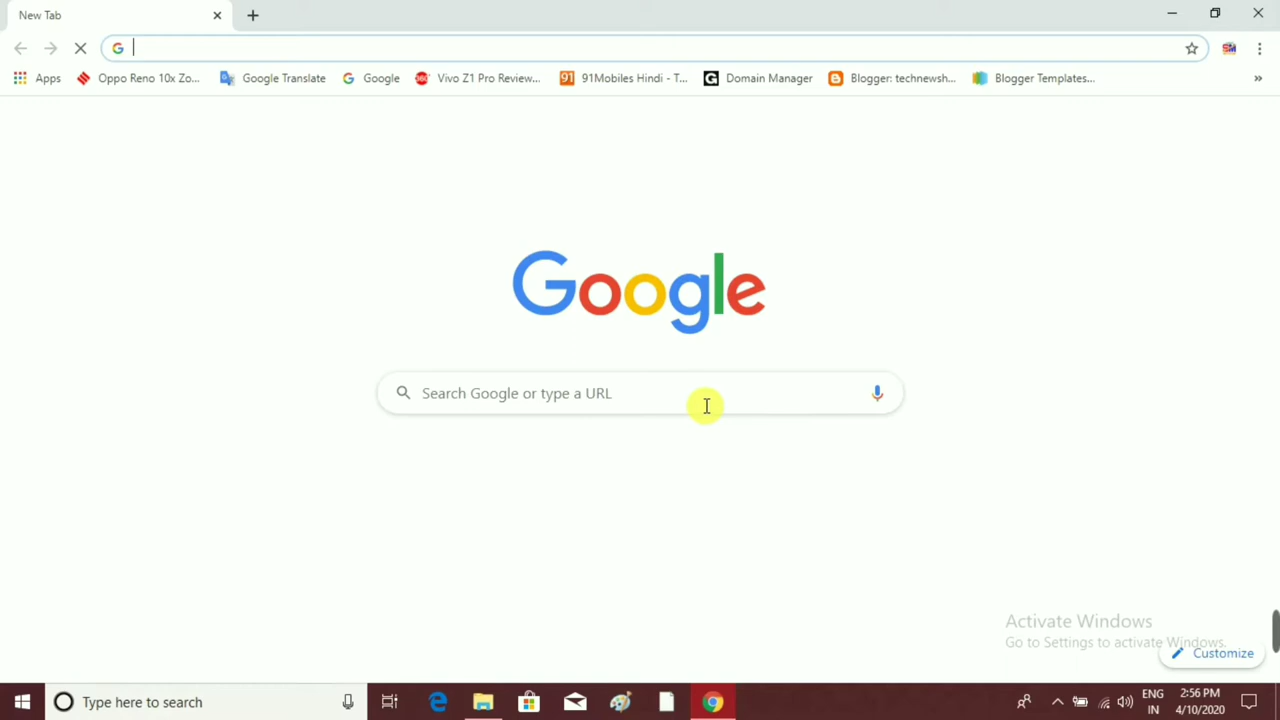 New Tab
Apps
Oppo Reno 10x Zo...
Google Translate
Google
Vivo Z1 Pro Review...
91Mobiles Hindi - T...
Domain Manager
Blogger: technewsh...
Blogger Templates...
Google
Search Google or type a URL
Activate Windows
Go to Settings to activate Windows.
Customize
Type here to search
ENG
IN
2:56 PM
4/10/2020